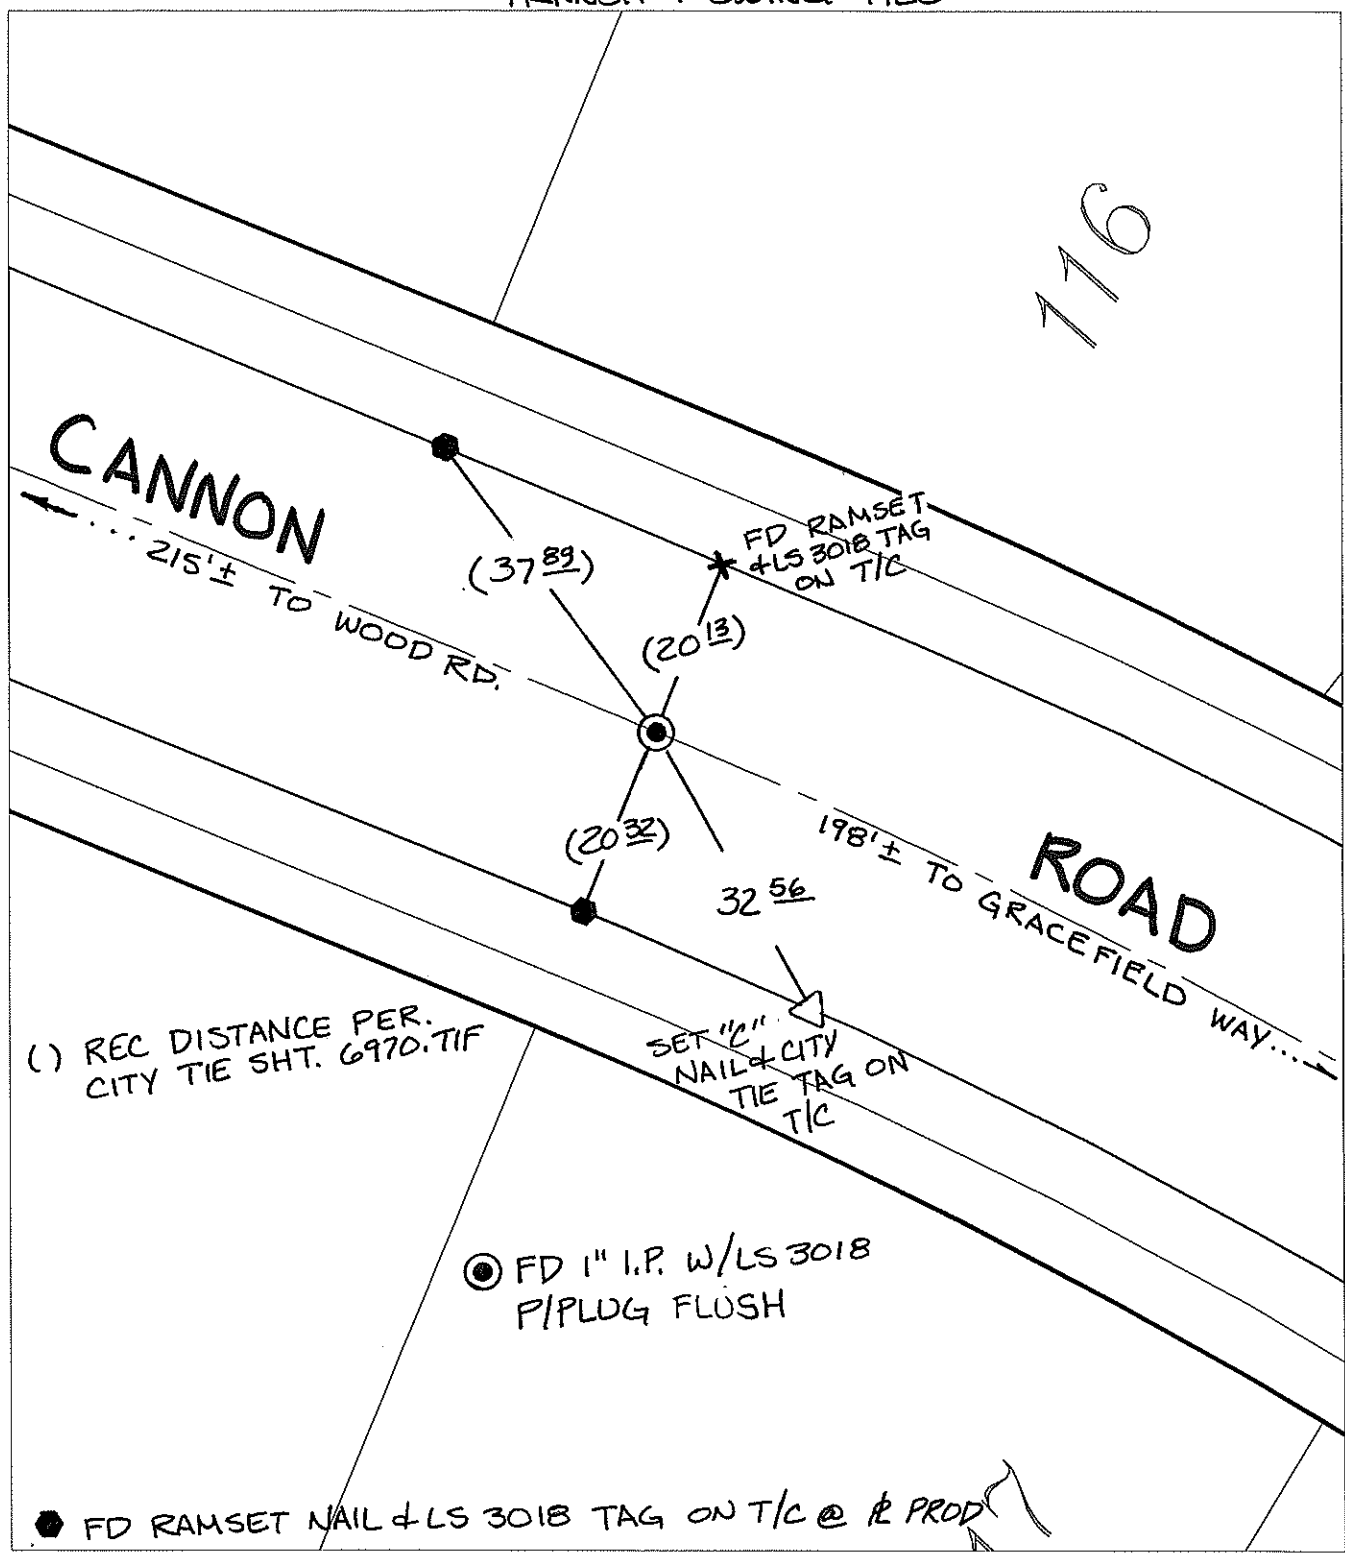 116
CANNON
215'± TO WOOD RD.
(37 89)
FD RAMSET
& LS 3018 TAG
ON T/C
(20 13)
(20 32)
32 56
198'± TO GRACEFIELD WAY....
ROAD
() REC DISTANCE PER.
CITY TIE SHT. 6970.TIF
SET "C"
NAIL & CITY
TIE TAG ON
T/C
FD 1" I.P. W/LS 3018
P/PLUG FLUSH
FD RAMSET NAIL & LS 3018 TAG ON T/C @ PL PROD